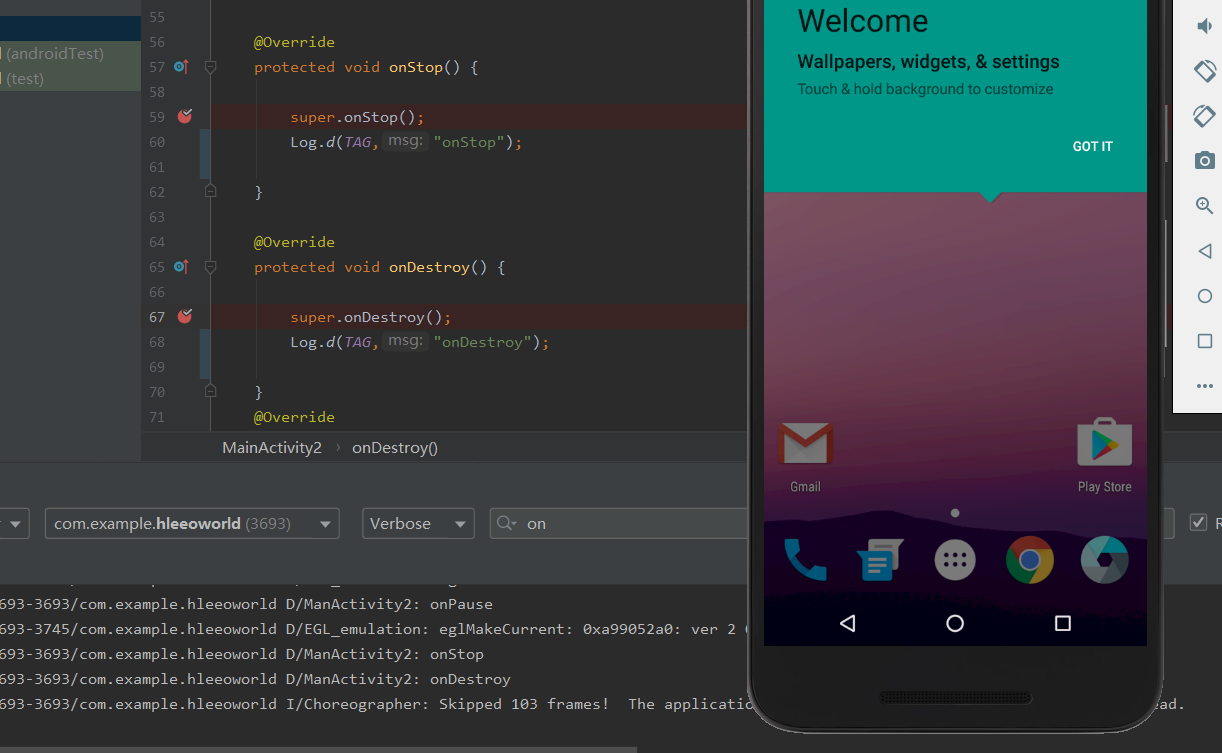 55
56 @Override
(androidTest)
57 protected void onStop() {
(test)
58
59 super.onStop();
60 Log.d(TAG, msg: "onStop");
61
62 }
63
64 @Override
65 protected void onDestroy() {
66
67 super.onDestroy();
68 Log.d(TAG, msg: "onDestroy");
69
70 }
71 @Override
MainActivity2 › onDestroy()
com.example.hleeoworld (3693)
Verbose
on
R
693-3693/com.example.hleeoworld D/ManActivity2: onPause
693-3745/com.example.hleeoworld D/EGL_emulation: eglMakeCurrent: 0xa99052a0: ver 2
693-3693/com.example.hleeoworld D/ManActivity2: onStop
693-3693/com.example.hleeoworld D/ManActivity2: onDestroy
693-3693/com.example.hleeoworld I/Choreographer: Skipped 103 frames! The applicatio ead.
Welcome
Wallpapers, widgets, & settings
Touch & hold background to customize
GOT IT
Gmail
Play Store